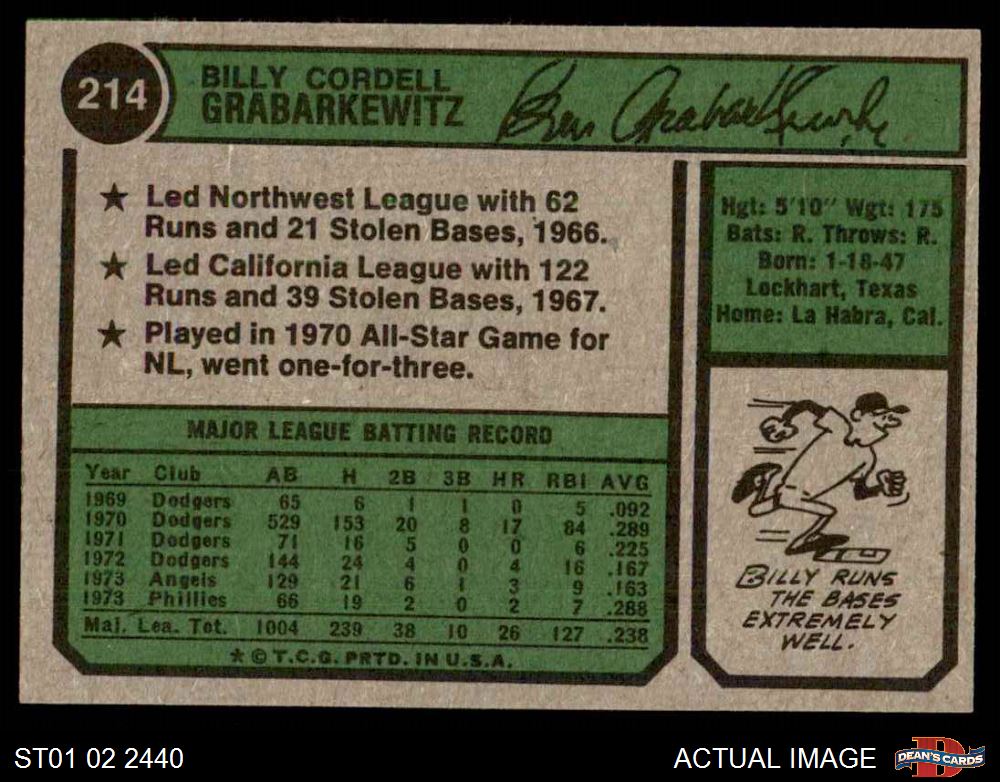 214
BILLY CORDELL
GRABARKEWITZ
★ Led Northwest League with 62
Runs and 21 Stolen Bases, 1966.
★ Led California League with 122
Runs and 39 Stolen Bases, 1967.
★ Played in 1970 All-Star Game for
NL, went one-for-three.
Hgt: 5'10" Wgt: 175
Bats: R. Throws: R.
Born: 1-18-47
Lockhart, Texas
Home: La Habra, Cal.
MAJOR LEAGUE BATTING RECORD
Year Club AB H 2B 3B HR RBI AVG
1969 Dodgers 65 6 1 1 0 5 .092
1970 Dodgers 529 153 20 8 17 84 .289
1971 Dodgers 71 16 5 0 0 6 .225
1972 Dodgers 144 24 4 0 4 16 .167
1973 Angels 129 21 6 1 3 9 .163
1973 Phillies 66 19 2 0 2 7 .288
Maj. Lea. Tot. 1004 239 38 10 26 127 .238
★ © T.C.G. PRTD. IN U.S.A.
BILLY RUNS
THE BASES
EXTREMELY
WELL.
ST01 02 2440
ACTUAL IMAGE
D
DEAN'S CARDS